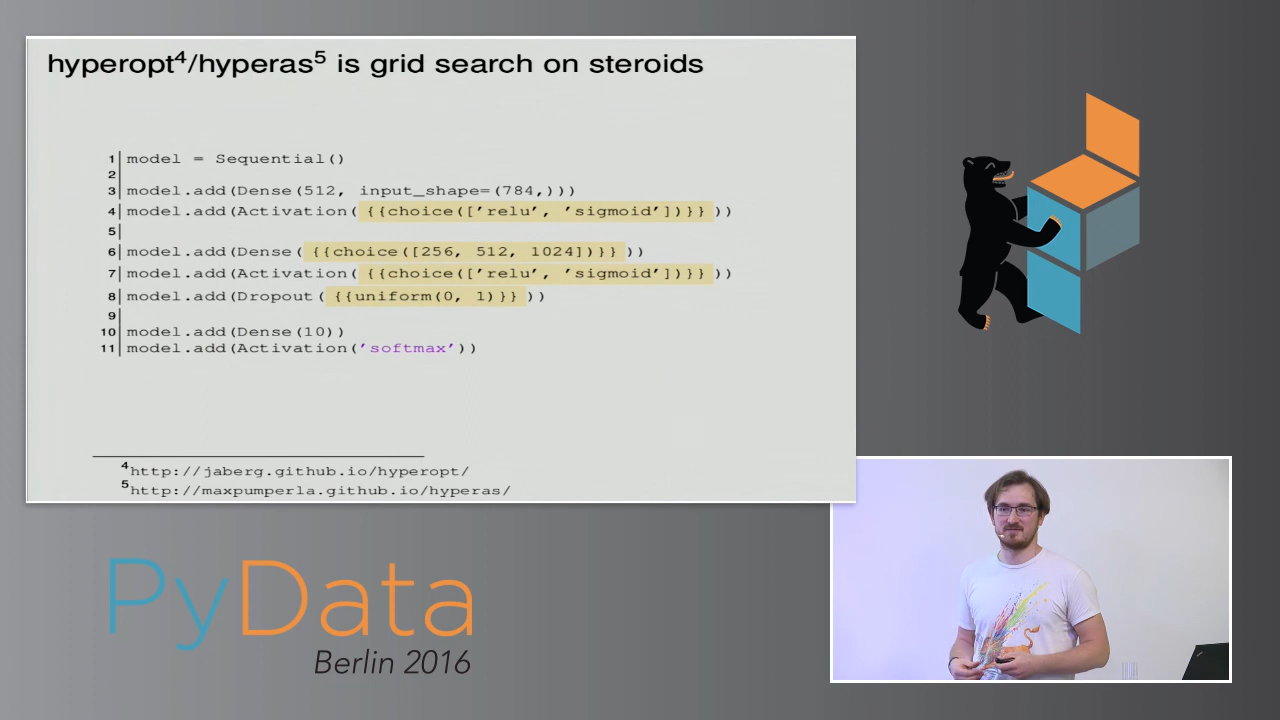 hyperopt⁴/hyperas⁵ is grid search on steroids
1 model = Sequential()
2
3 model.add(Dense(512, input_shape=(784,)))
4 model.add(Activation( {{choice(['relu', 'sigmoid'])}} ))
5
6 model.add(Dense( {{choice([256, 512, 1024])}} ))
7 model.add(Activation( {{choice(['relu', 'sigmoid'])}} ))
8 model.add(Dropout( {{uniform(0, 1)}} ))
9
10 model.add(Dense(10))
11 model.add(Activation('softmax'))
⁴http://jaberg.github.io/hyperopt/
⁵http://maxpumperla.github.io/hyperas/
PyData
Berlin 2016